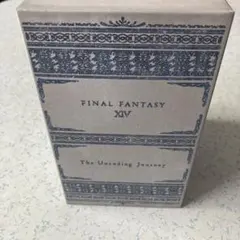 FINAL FANTASY
XIV
The Unending Journey